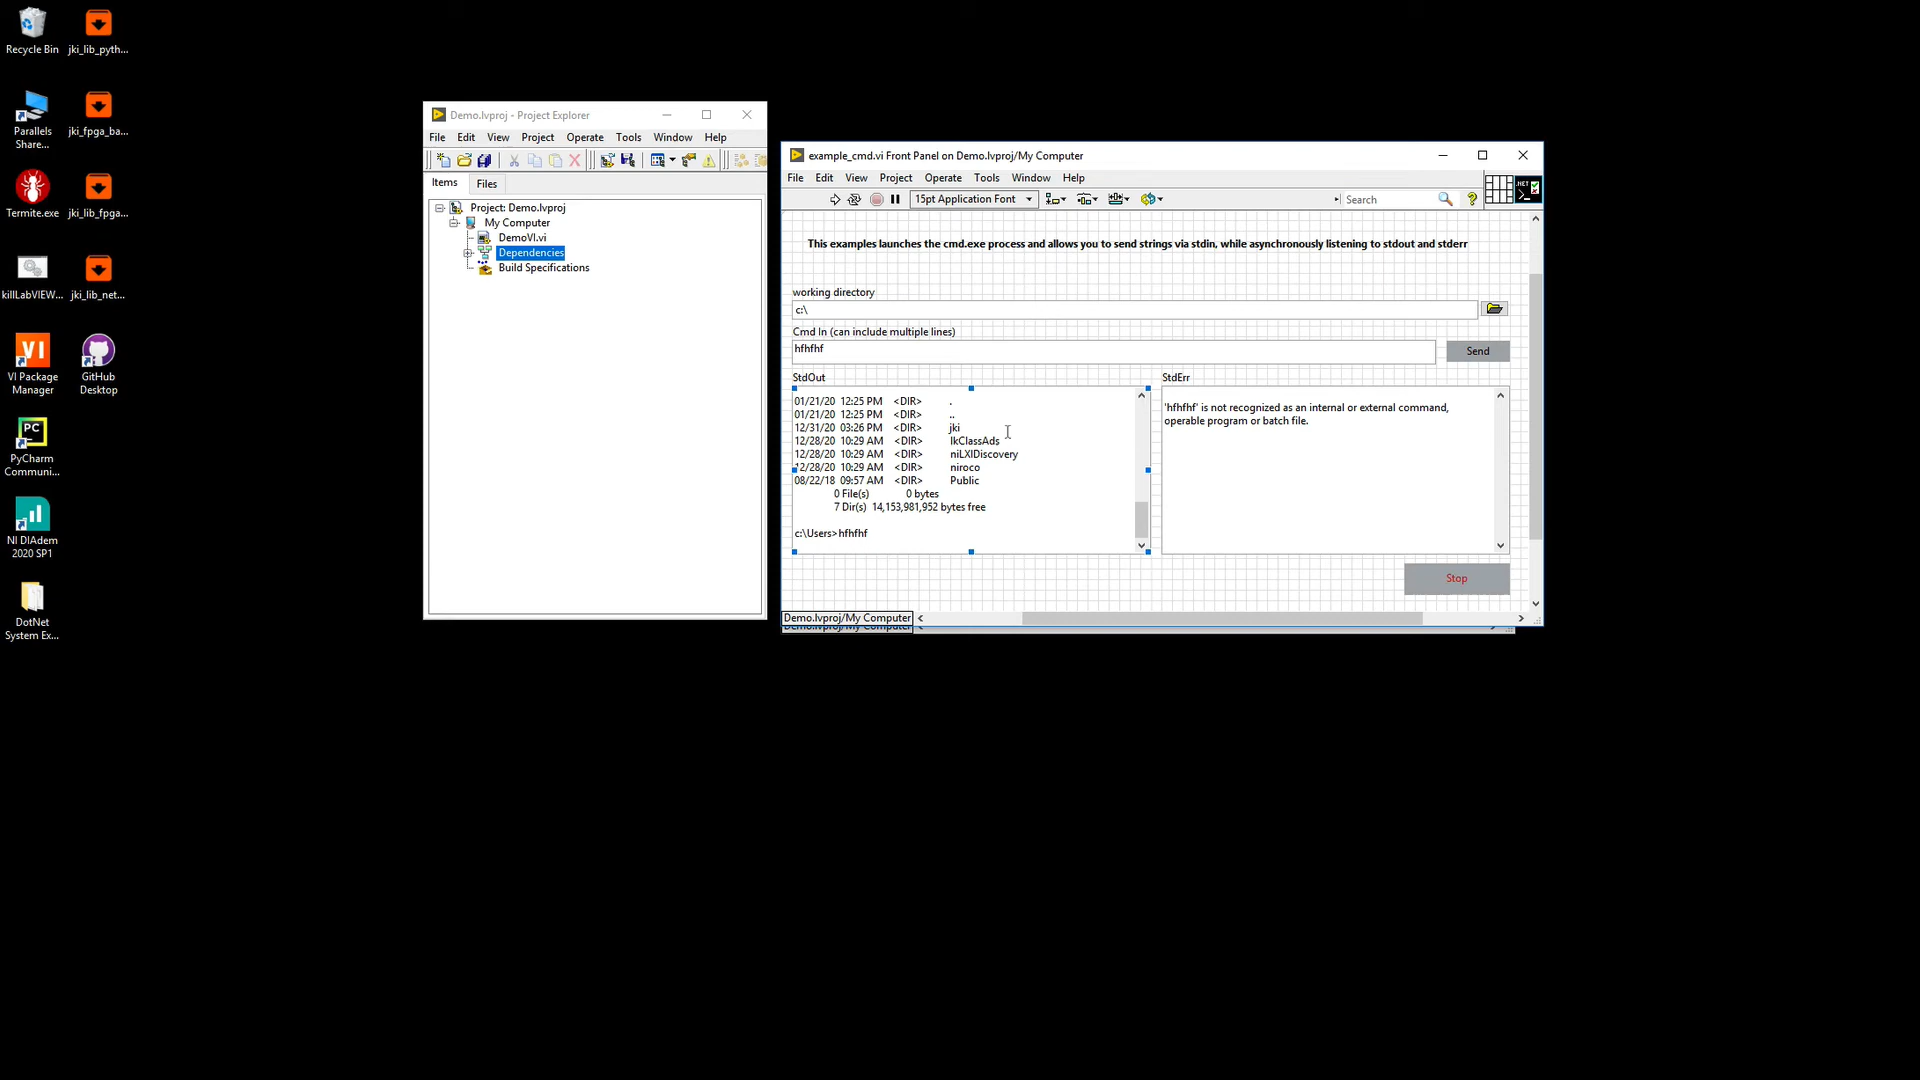 Recycle Bin
jki_lib_pyth...
Parallels
Share...
jki_fpga_ba...
Termite.exe
jki_lib_fpga...
killLabVIEW...
jki_lib_net...
VI
VI Package
Manager
GitHub
Desktop
PC
PyCharm
Communi...
NI DIAdem
2020 SP1
DotNet
System Ex...
Demo.lvproj - Project Explorer
File Edit View Project Operate Tools Window Help
Items Files
Project: Demo.lvproj
My Computer
DemoVI.vi
Dependencies
Build Specifications
example_cmd.vi Front Panel on Demo.lvproj/My Computer
File Edit View Project Operate Tools Window Help
15pt Application Font
Search
?
.NET
This examples launches the cmd.exe process and allows you to send strings via stdin, while asynchronously listening to stdout and stderr
working directory
c:\
Cmd In (can include multiple lines)
hfhfhf
Send
StdOut
01/21/20 12:25 PM <DIR> .
01/21/20 12:25 PM <DIR> ..
12/31/20 03:26 PM <DIR> jki
12/28/20 10:29 AM <DIR> lkClassAds
12/28/20 10:29 AM <DIR> niLXIDiscovery
12/28/20 10:29 AM <DIR> niroco
08/22/18 09:57 AM <DIR> Public
0 File(s) 0 bytes
7 Dir(s) 14,153,981,952 bytes free
c:\Users>hfhfhf
StdErr
'hfhfhf' is not recognized as an internal or external command,
operable program or batch file.
Stop
Demo.lvproj/My Computer
Demo.lvproj/My Computer